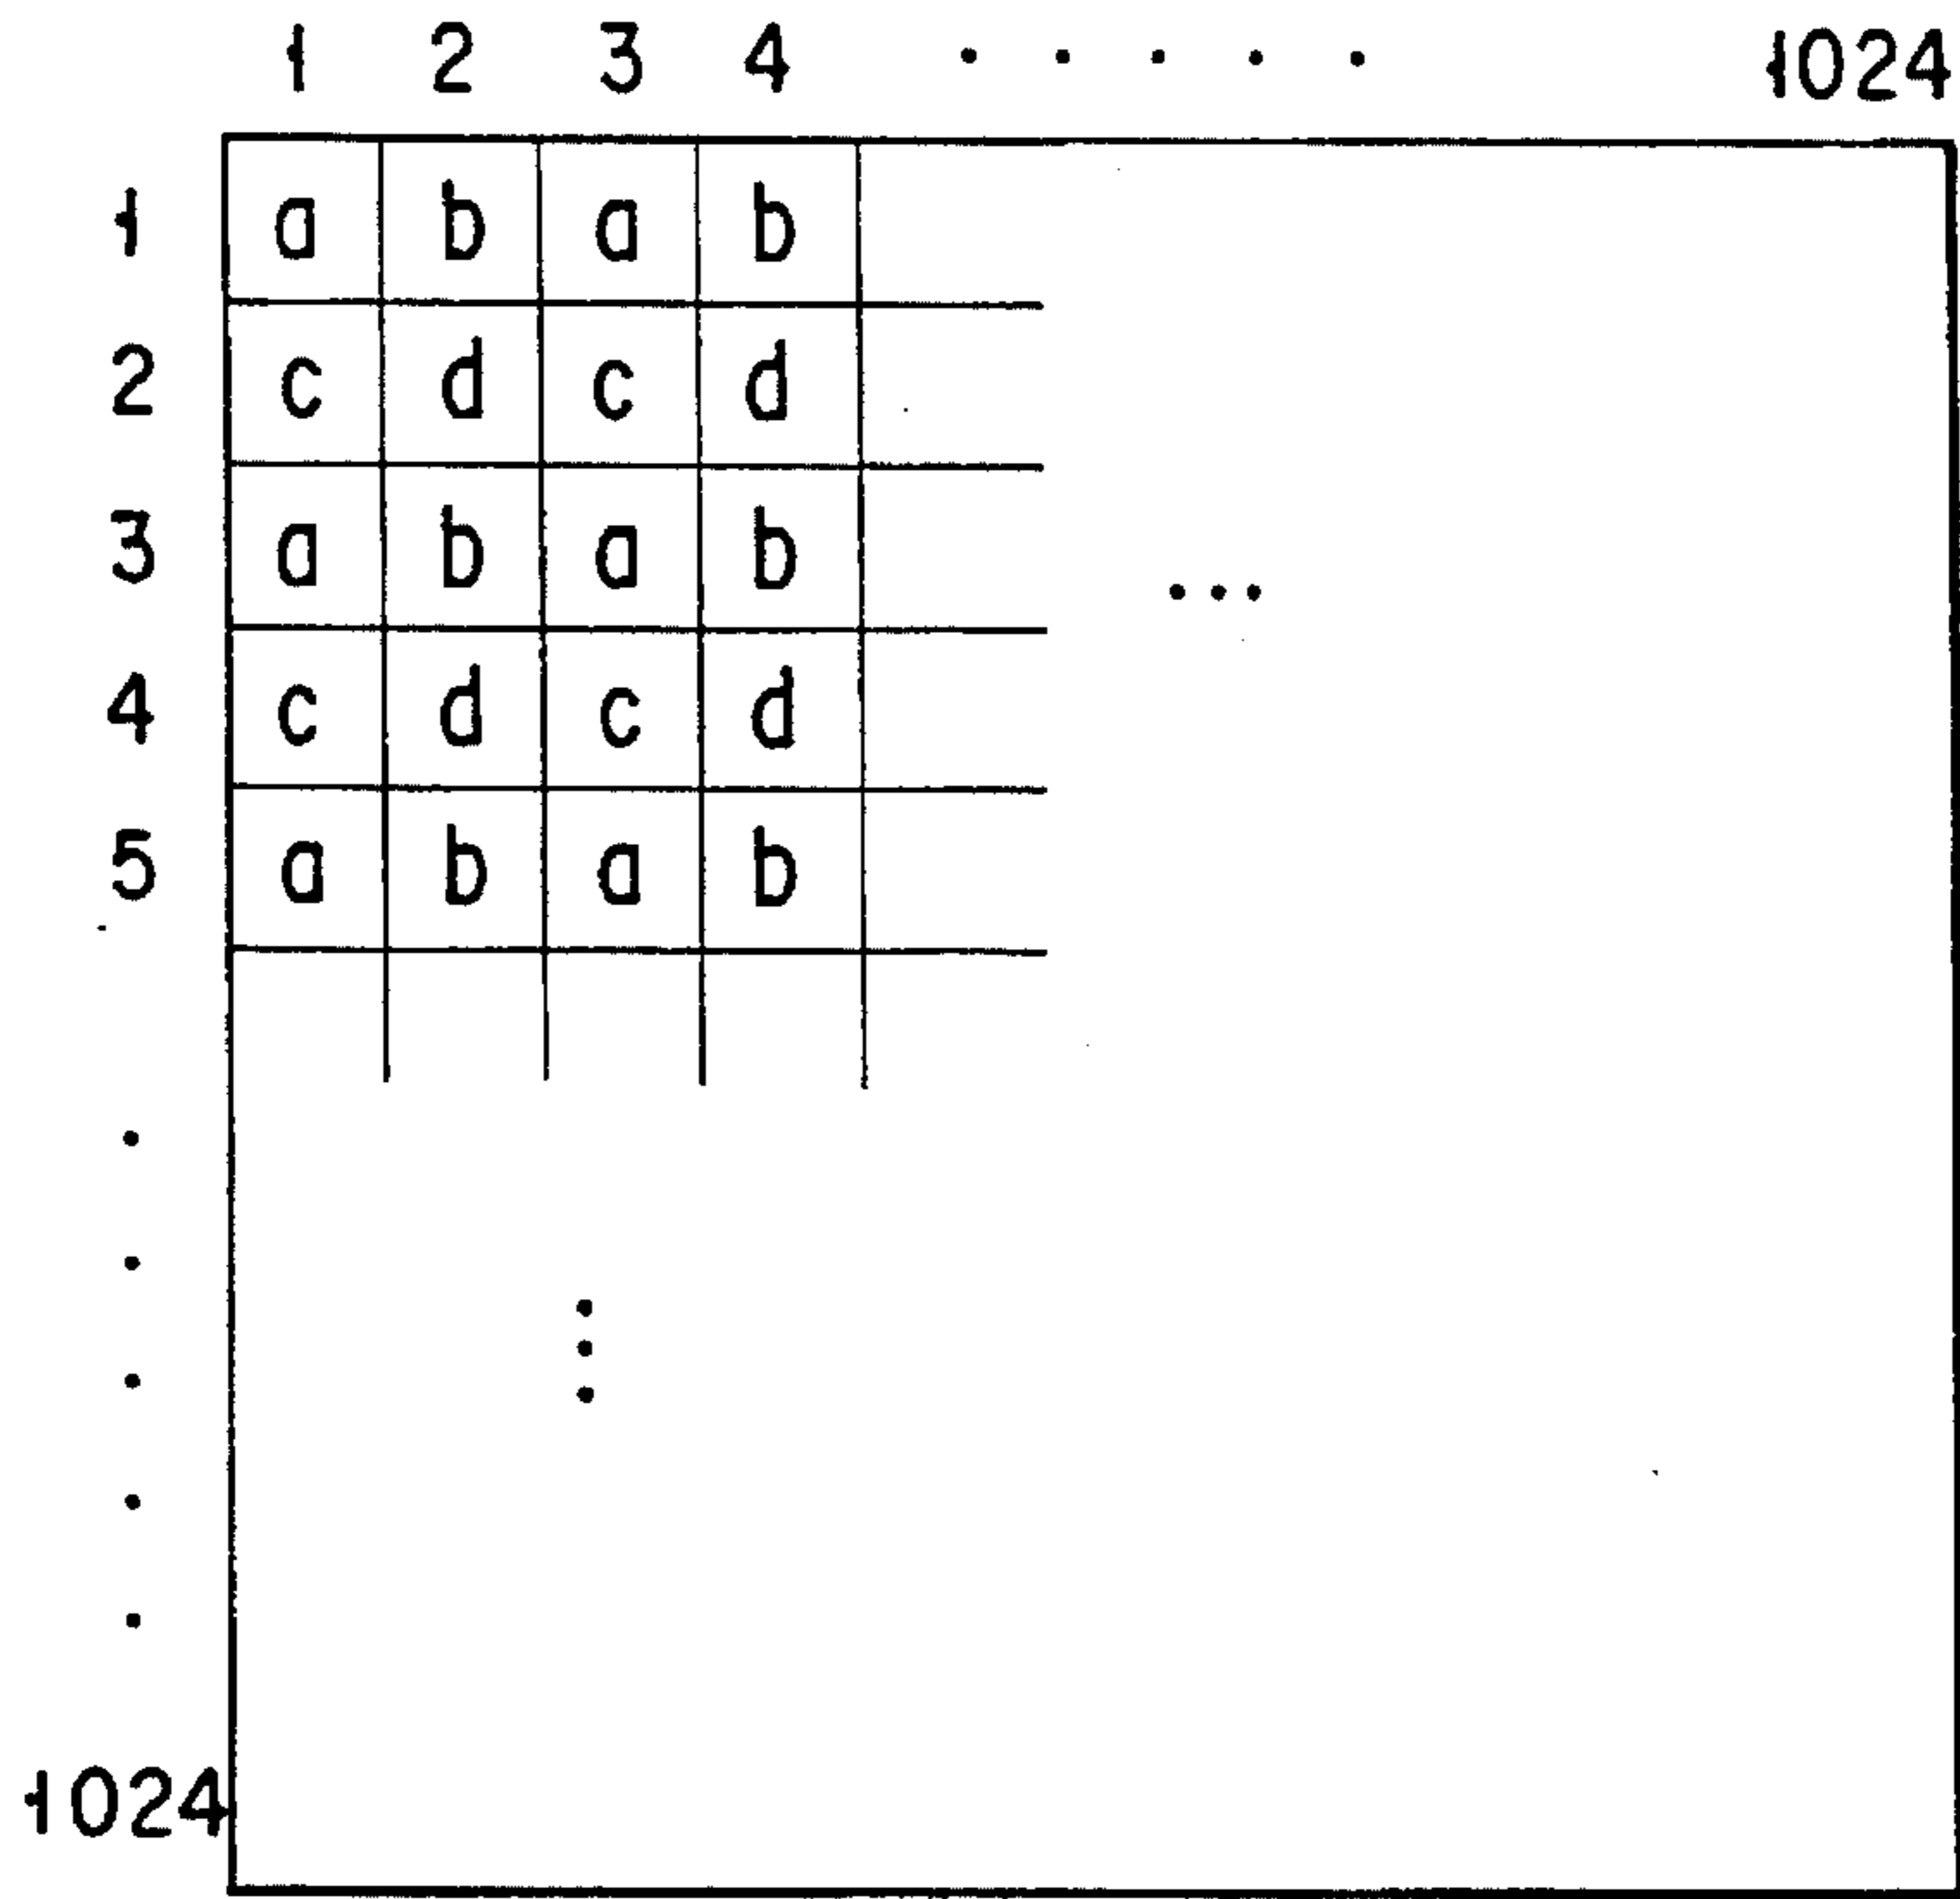 1 2 3 4 . . . . . 1024
1 a b a b
2 c d c d
3 a b a b ...
4 c d c d
5 a b a b
.
.
.
.
.
1024